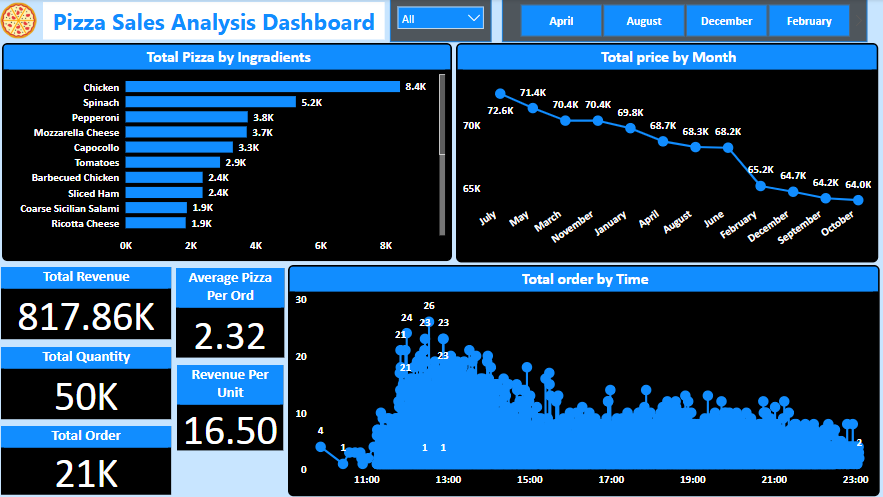 Pizza Sales Analysis Dashboard
All
April
August
December
February
Total Pizza by Ingradients
Chicken 8.4K
Spinach 5.2K
Pepperoni 3.8K
Mozzarella Cheese 3.7K
Capocollo 3.3K
Tomatoes 2.9K
Barbecued Chicken 2.4K
Sliced Ham 2.4K
Coarse Sicilian Salami 1.9K
Ricotta Cheese 1.9K
0K 2K 4K 6K 8K
Total price by Month
72.6K 71.4K 70.4K 70.4K 69.8K 68.7K 68.3K 68.2K 65.2K 64.7K 64.2K 64.0K
70K
65K
July May March November January April August June February December September October
Total Revenue
817.86K
Total Quantity
50K
Total Order
21K
Average Pizza
Per Ord
2.32
Revenue Per
Unit
16.50
Total order by Time
30
20
10
0
26
24
21 23 23
23
21
4
1 1 1
2
11:00 13:00 15:00 17:00 19:00 21:00 23:00